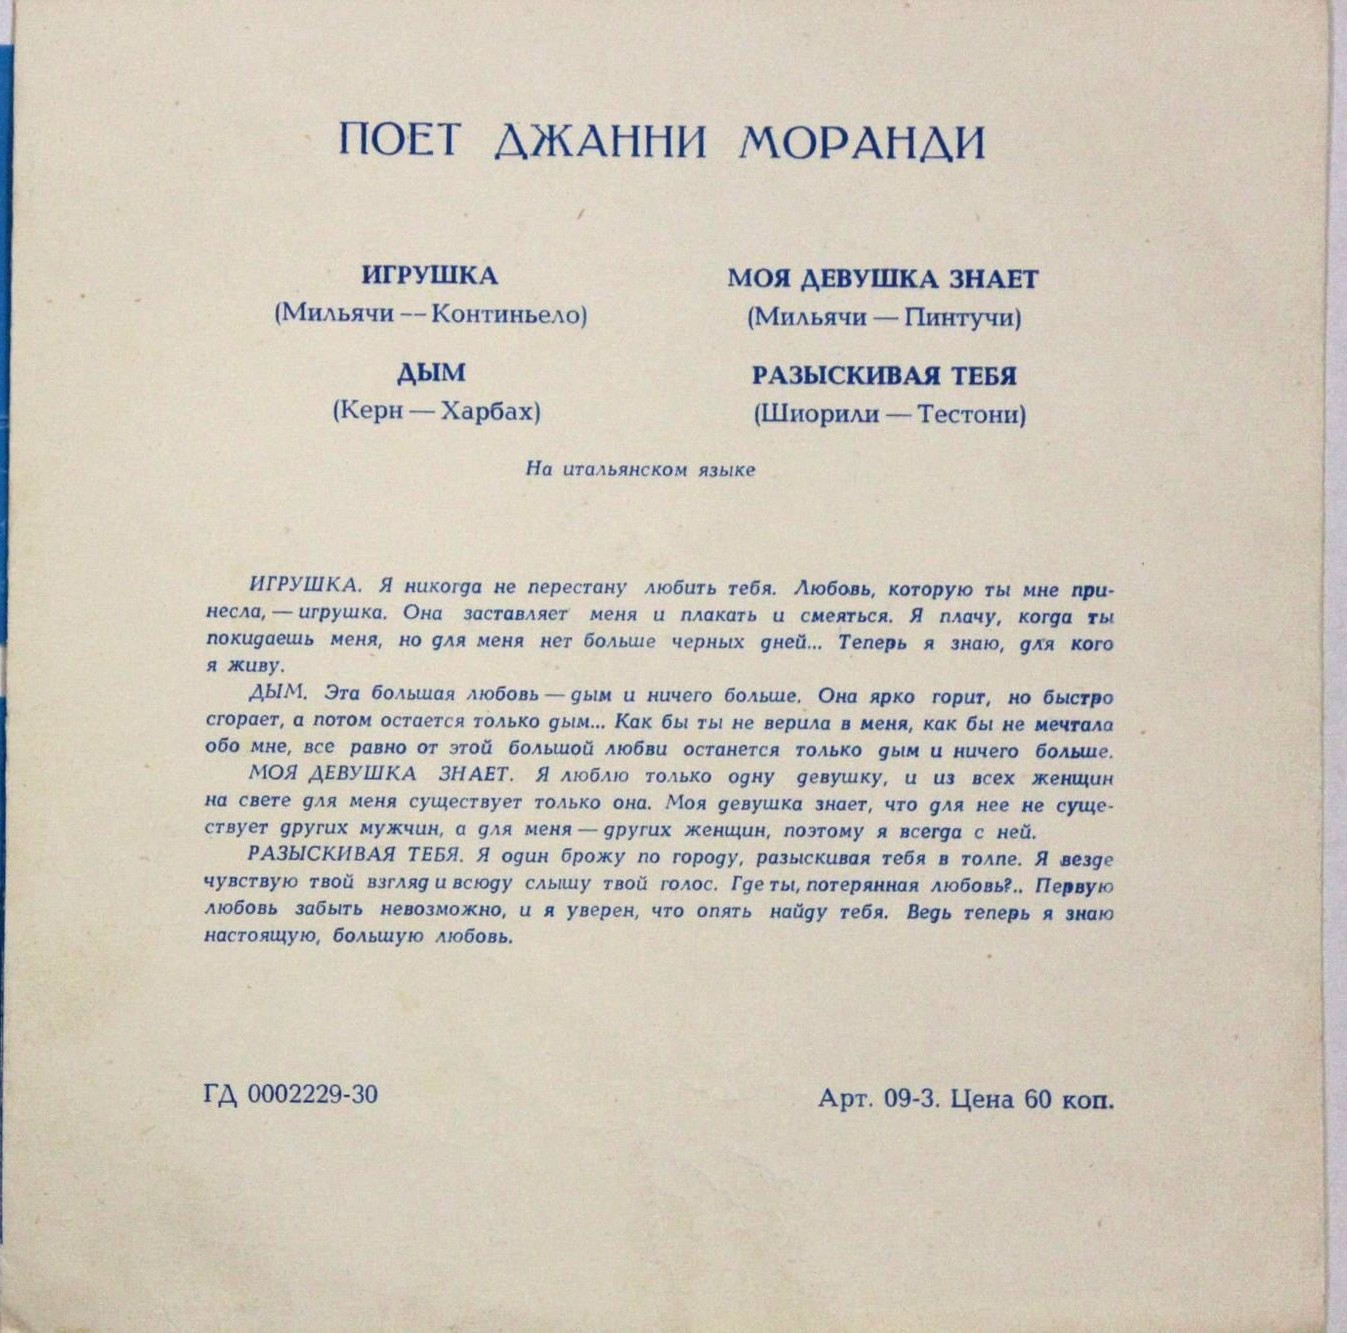 ПОЕТ ДЖАННИ МОРАНДИ
ИГРУШКА
(Мильячи — Континьело)
ДЫМ
(Керн — Харбах)
МОЯ ДЕВУШКА ЗНАЕТ
(Мильячи — Пинтучи)
РАЗЫСКИВАЯ ТЕБЯ
(Шиорили — Тестони)
На итальянском языке
ИГРУШКА. Я никогда не перестану любить тебя. Любовь, которую ты мне при-
несла, — игрушка. Она заставляет меня и плакать и смеяться. Я плачу, когда ты
покидаешь меня, но для меня нет больше черных дней... Теперь я знаю, для кого
я живу.
ДЫМ. Эта большая любовь — дым и ничего больше. Она ярко горит, но быстро
сгорает, а потом остается только дым... Как бы ты не верила в меня, как бы не мечтала
обо мне, все равно от этой большой любви останется только дым и ничего больше.
МОЯ ДЕВУШКА ЗНАЕТ. Я люблю только одну девушку, и из всех женщин
на свете для меня существует только она. Моя девушка знает, что для нее не суще-
ствует других мужчин, а для меня — других женщин, поэтому я всегда с ней.
РАЗЫСКИВАЯ ТЕБЯ. Я один брожу по городу, разыскивая тебя в толпе. Я везде
чувствую твой взгляд и всюду слышу твой голос. Где ты, потерянная любовь?.. Первую
любовь забыть невозможно, и я уверен, что опять найду тебя. Ведь теперь я знаю
настоящую, большую любовь.
ГД 0002229-30
Арт. 09-3. Цена 60 коп.